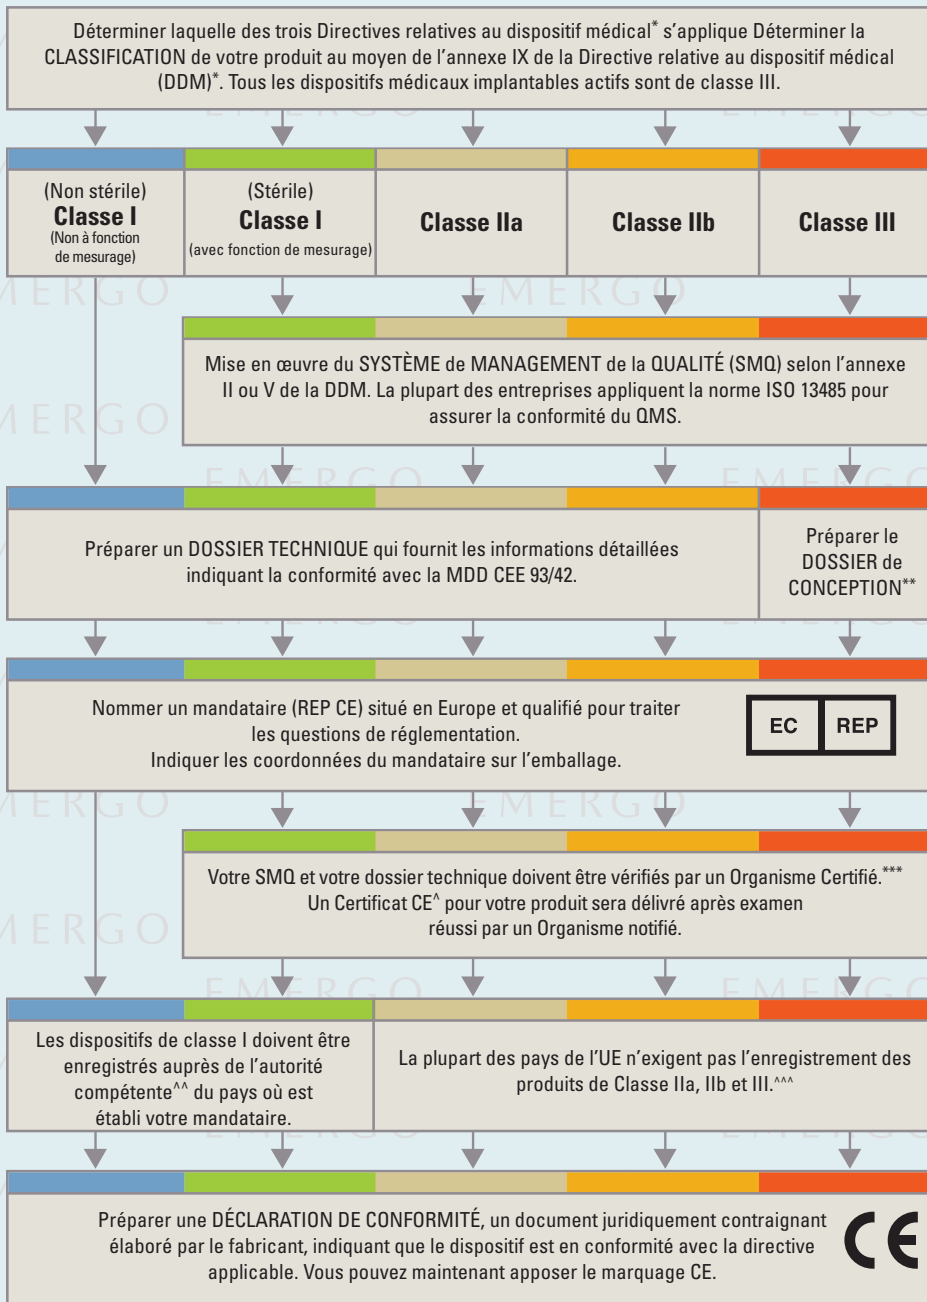 Déterminer laquelle des trois Directives relatives au dispositif médical* s’applique Déterminer la
CLASSIFICATION de votre produit au moyen de l’annexe IX de la Directive relative au dispositif médical
(DDM)*. Tous les dispositifs médicaux implantables actifs sont de classe III.
(Non stérile)
Classe I
(Non à fonction
de mesurage)
(Stérile)
Classe I
(avec fonction de mesurage)
Classe IIa
Classe IIb
Classe III
Mise en œuvre du SYSTÈME de MANAGEMENT de la QUALITÉ (SMQ) selon l’annexe
II ou V de la DDM. La plupart des entreprises appliquent la norme ISO 13485 pour
assurer la conformité du QMS.
Préparer un DOSSIER TECHNIQUE qui fournit les informations détaillées
indiquant la conformité avec la MDD CEE 93/42.
Préparer le
DOSSIER de
CONCEPTION**
Nommer un mandataire (REP CE) situé en Europe et qualifié pour traiter
les questions de réglementation.
Indiquer les coordonnées du mandataire sur l’emballage.
EC REP
Votre SMQ et votre dossier technique doivent être vérifiés par un Organisme Certifié.***
Un Certificat CE^ pour votre produit sera délivré après examen
réussi par un Organisme notifié.
Les dispositifs de classe I doivent être
enregistrés auprès de l’autorité
compétente^^ du pays où est
établi votre mandataire.
La plupart des pays de l’UE n’exigent pas l’enregistrement des
produits de Classe IIa, IIb et III.^^^
Préparer une DÉCLARATION DE CONFORMITÉ, un document juridiquement contraignant
élaboré par le fabricant, indiquant que le dispositif est en conformité avec la directive
applicable. Vous pouvez maintenant apposer le marquage CE.
CE
EMERGO